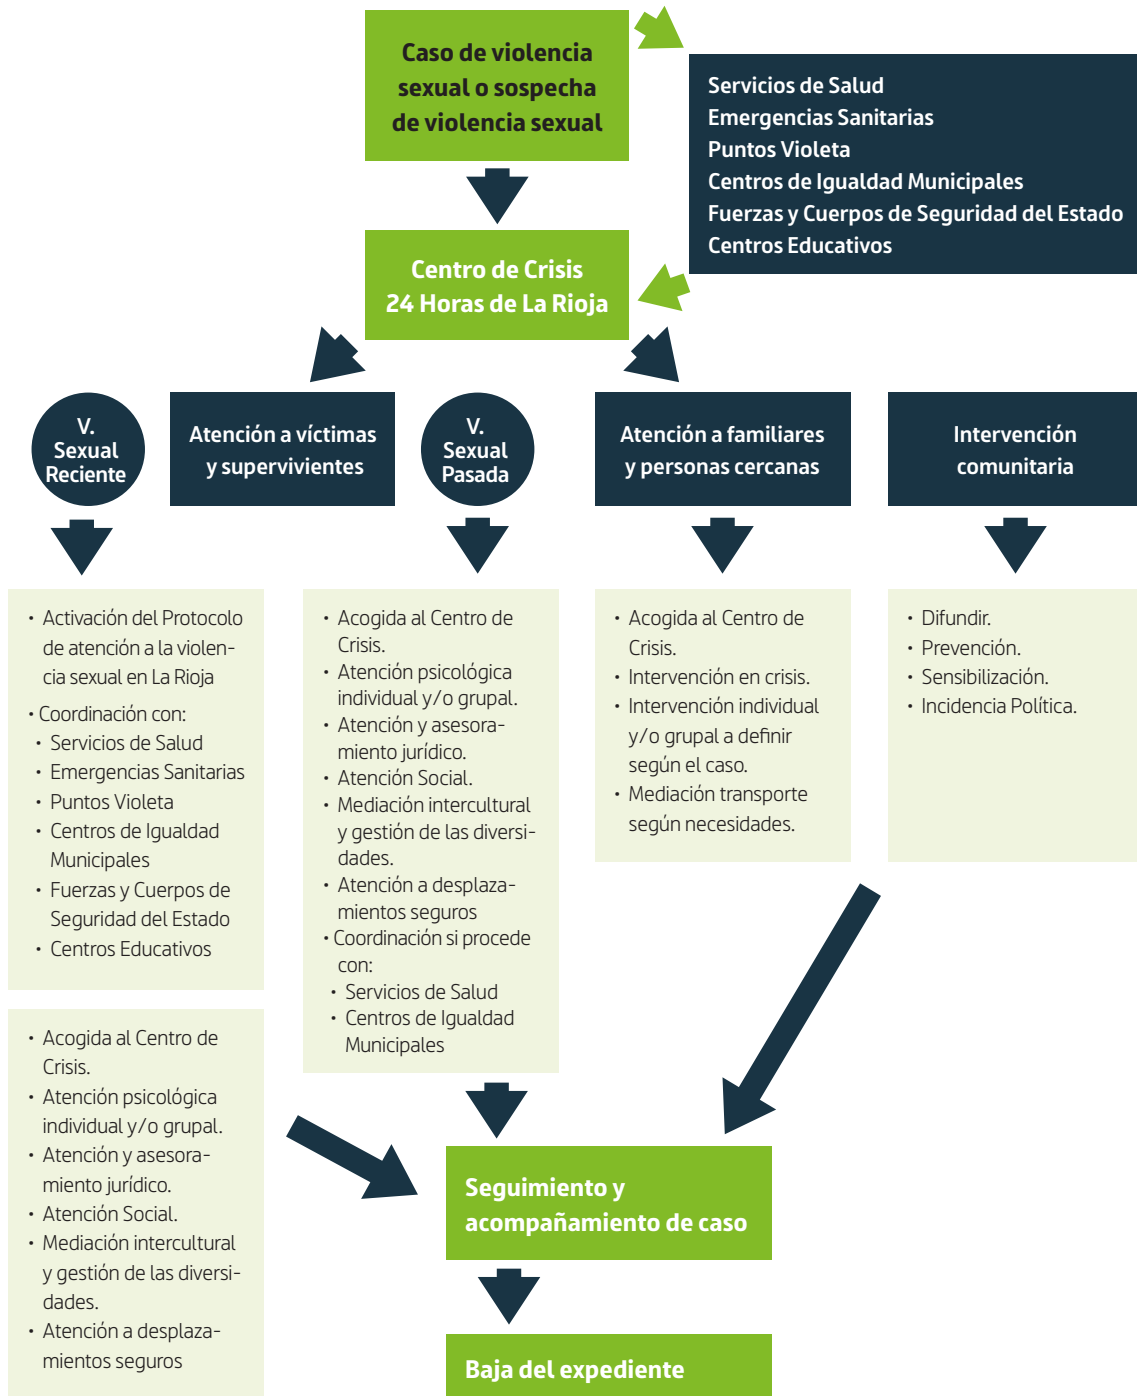 Caso de violencia
sexual o sospecha
de violencia sexual
Servicios de Salud
Emergencias Sanitarias
Puntos Violeta
Centros de Igualdad Municipales
Fuerzas y Cuerpos de Seguridad del Estado
Centros Educativos
Centro de Crisis
24 Horas de La Rioja
V.
Sexual
Reciente
Atención a víctimas
y supervivientes
V.
Sexual
Pasada
Atención a familiares
y personas cercanas
Intervención
comunitaria
• Activación del Protocolo
de atención a la violen-
cia sexual en La Rioja
• Coordinación con:
• Servicios de Salud
• Emergencias Sanitarias
• Puntos Violeta
• Centros de Igualdad
Municipales
• Fuerzas y Cuerpos de
Seguridad del Estado
• Centros Educativos
• Acogida al Centro de
Crisis.
• Atención psicológica
individual y/o grupal.
• Atención y asesora-
miento jurídico.
• Atención Social.
• Mediación intercultural
y gestión de las diversi-
dades.
• Atención a desplaza-
mientos seguros
• Acogida al Centro de
Crisis.
• Atención psicológica
individual y/o grupal.
• Atención y asesora-
miento jurídico.
• Atención Social.
• Mediación intercultural
y gestión de las diversi-
dades.
• Atención a desplaza-
mientos seguros
• Coordinación si procede
con:
• Servicios de Salud
• Centros de Igualdad
Municipales
• Acogida al Centro de
Crisis.
• Intervención en crisis.
• Intervención individual
y/o grupal a definir
según el caso.
• Mediación transporte
según necesidades.
• Difundir.
• Prevención.
• Sensibilización.
• Incidencia Política.
Seguimiento y
acompañamiento de caso
Baja del expediente